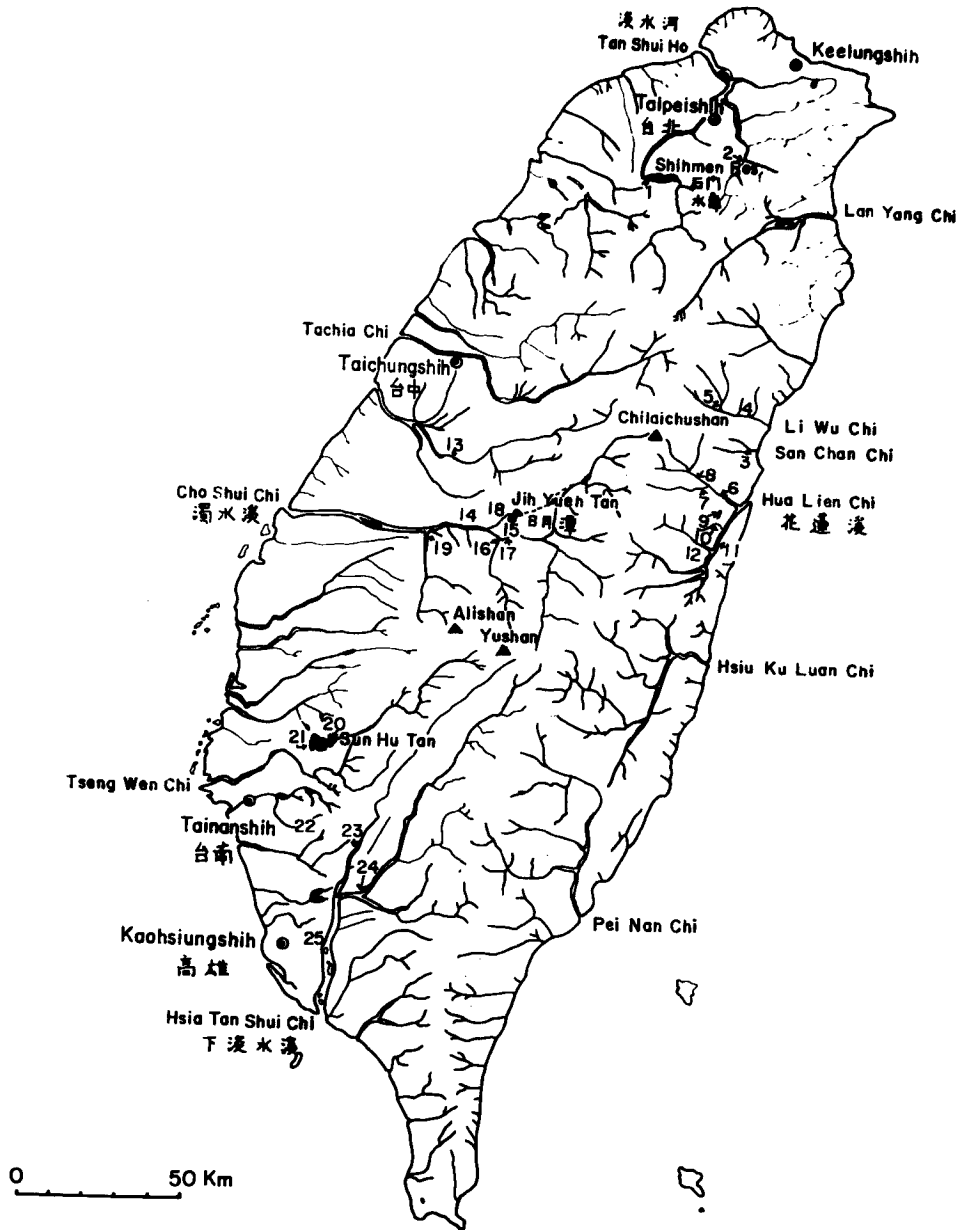 淡水河
Tan Shui Ho
Keelungshih
Taipeishih
台北
2
Shihmen Res.
石门
水庫
Lan Yang Chi
Tachia Chi
Taichungshih
台中
5
4
Chilaichushan
Li Wu Chi
3
San Chan Chi
13
8
6
7
Cho Shui Chi
濁水溪
Jih Yueh Tan
日月潭
Hua Lien Chi
花蓮溪
14
18
15
9
10
19
16
17
12
11
Alishan
Yushan
Hsiu Ku Luan Chi
20
21
Sun Hu Tan
Tseng Wen Chi
Tainanshih
台南
22
23
24
Pei Nan Chi
Kaohsiungshih
高雄
25
Hsia Tan Shui Chi
下淡水溪
0 50 Km